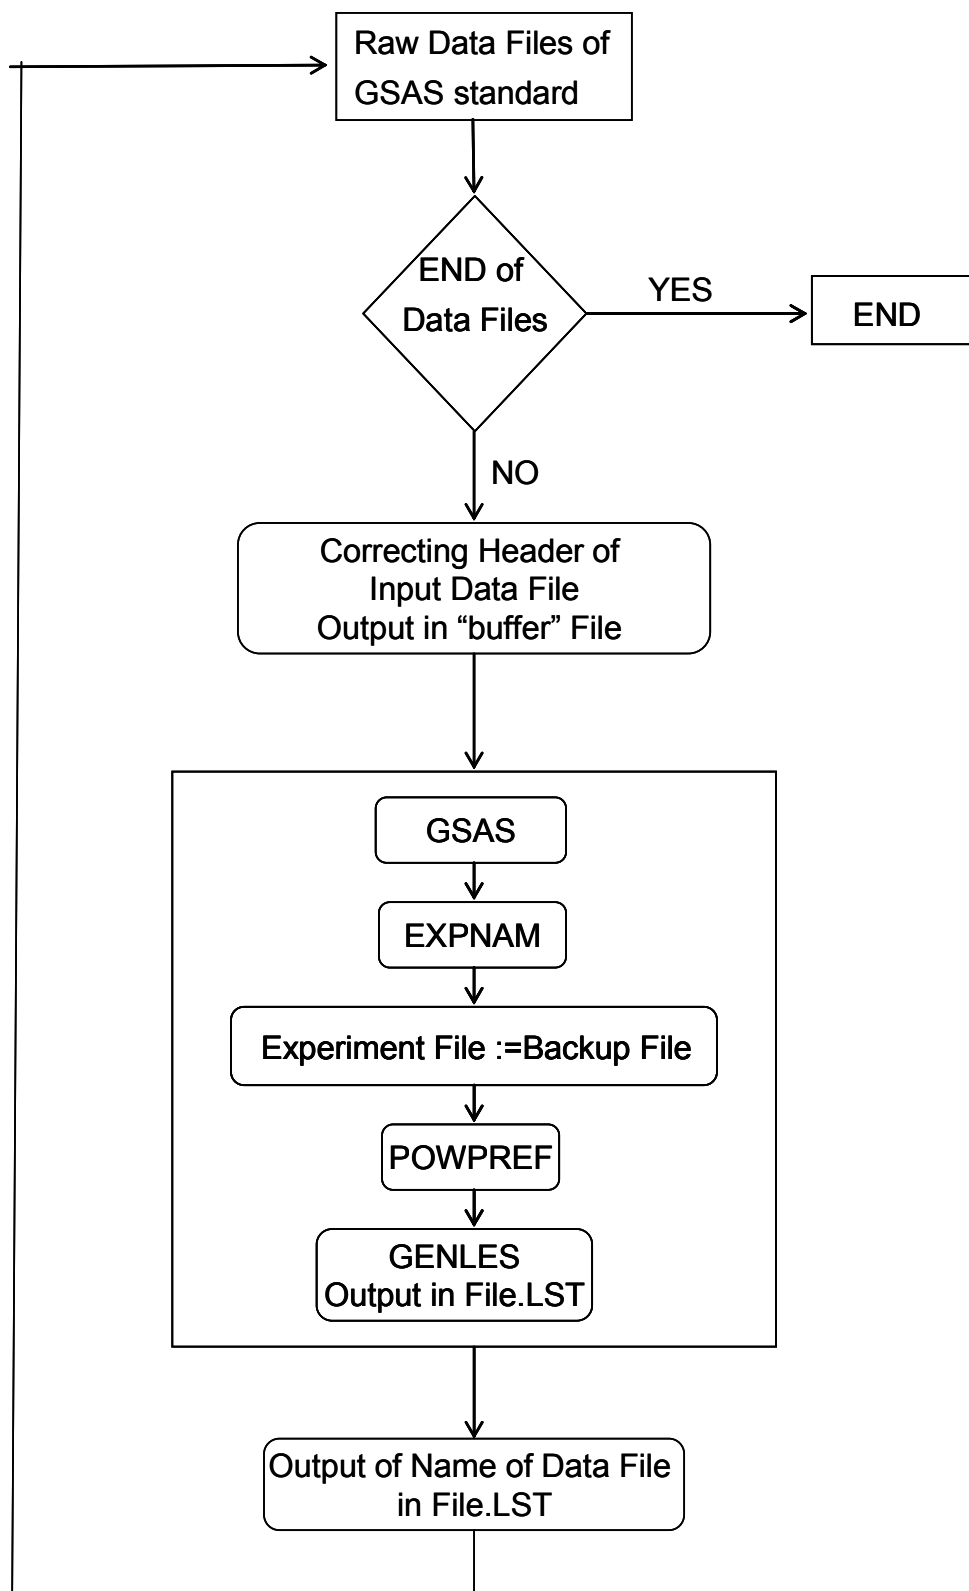 Raw Data Files of
GSAS standard
END of
Data Files
YES
END
NO
Correcting Header of
Input Data File
Output in “buffer” File
GSAS
EXPNAM
Experiment File :=Backup File
POWPREF
GENLES
Output in File.LST
Output of Name of Data File
in File.LST